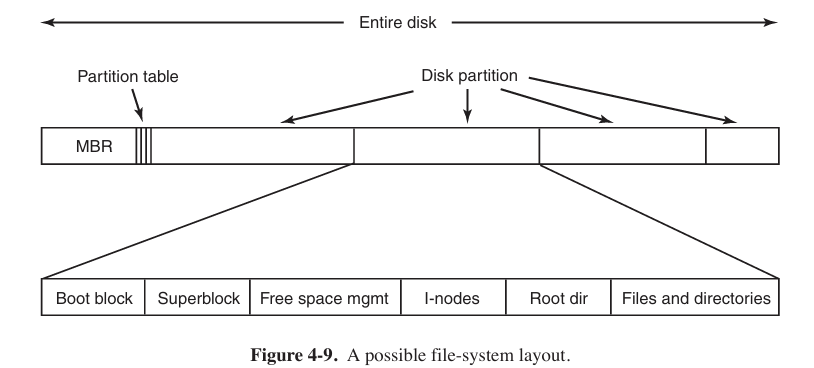 Entire disk
Partition table
Disk partition
MBR
Boot block
Superblock
Free space mgmt
I-nodes
Root dir
Files and directories
Figure 4-9. A possible file-system layout.